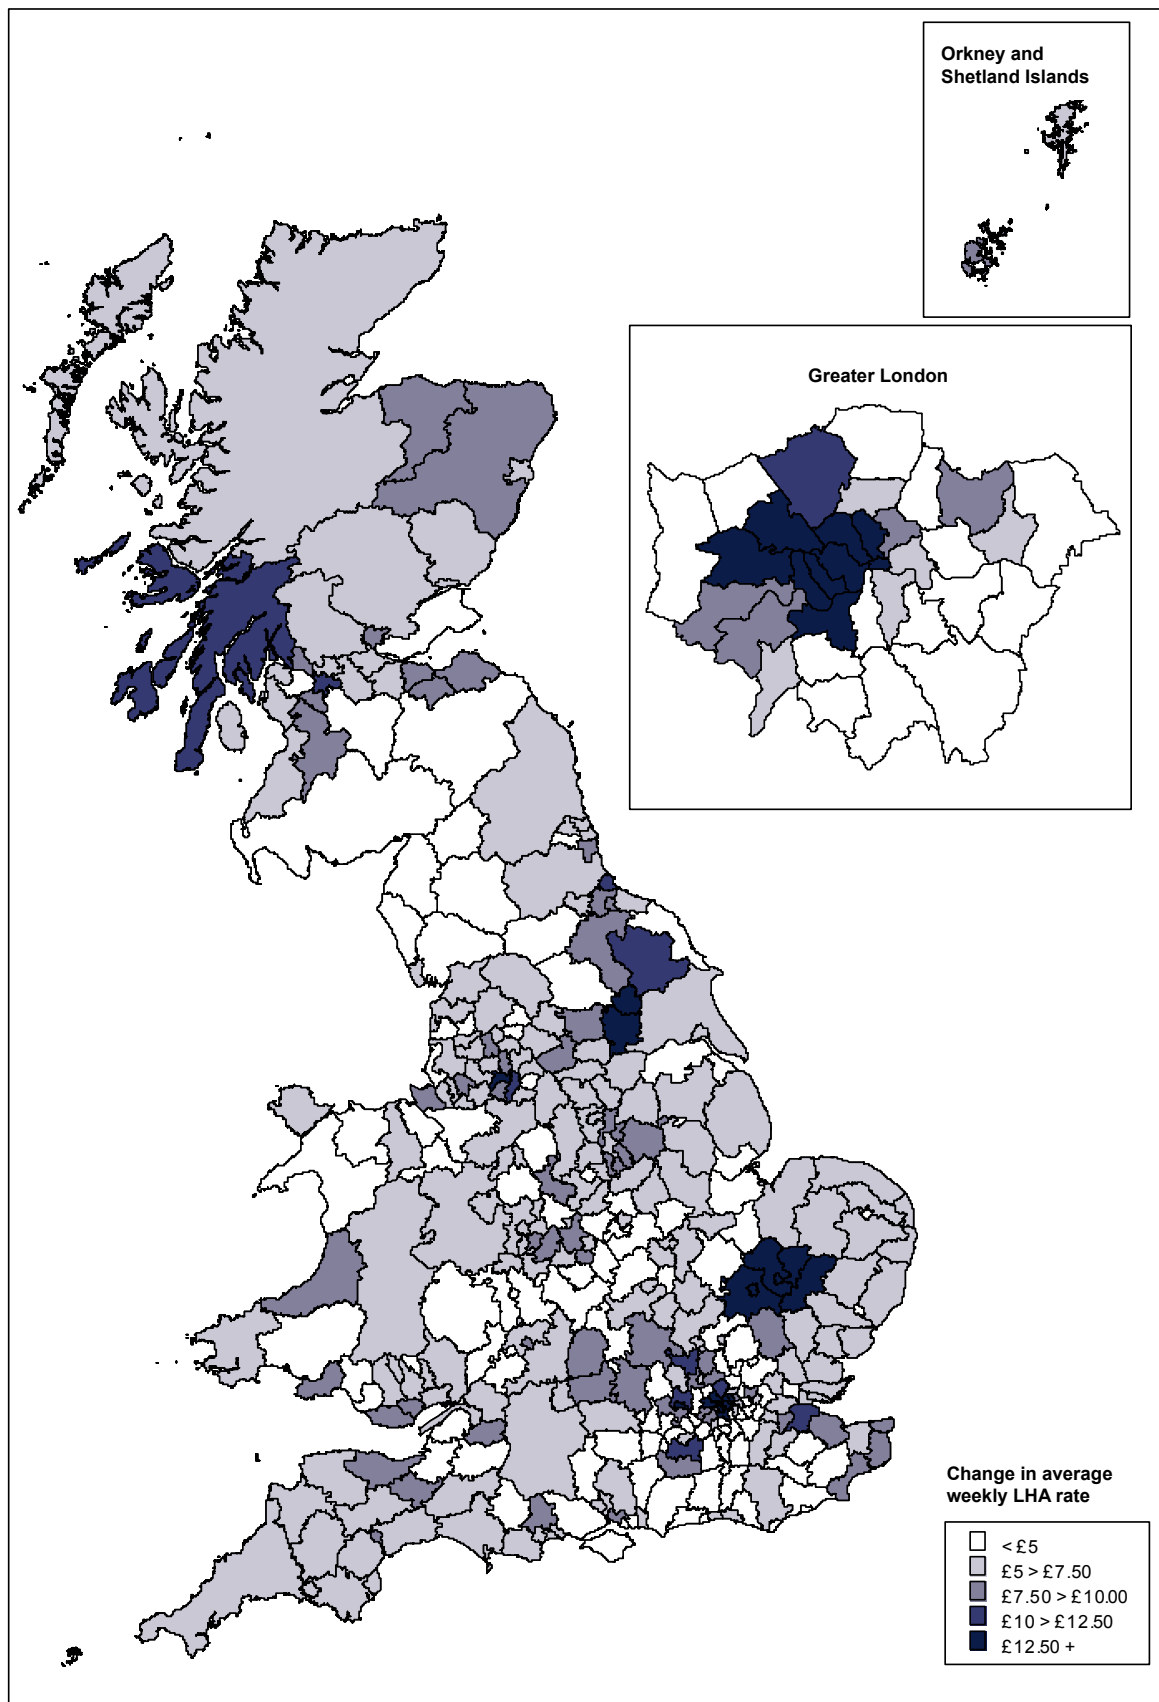 Orkney and
Shetland Islands
Greater London
Change in average
weekly LHA rate
< £5
£5 > £7.50
£7.50 > £10.00
£10 > £12.50
£12.50 +